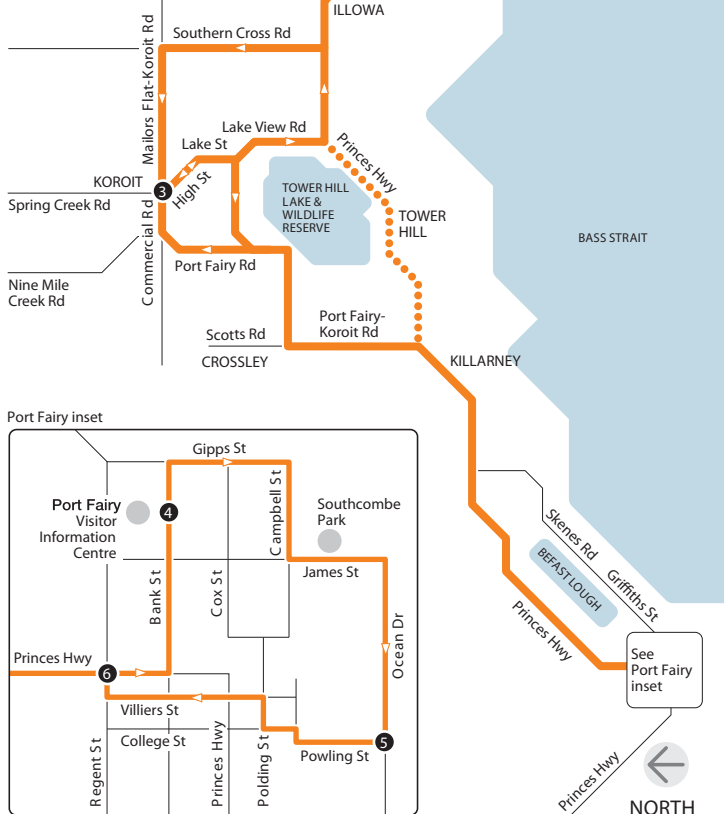 ILLOWA
Southern Cross Rd
Mailors Flat-Koroit Rd
Lake View Rd
Lake St
Princes Hwy
KOROIT
3
High St
Spring Creek Rd
TOWER HILL
LAKE &
WILDLIFE
RESERVE
TOWER
HILL
BASS STRAIT
Commercial Rd
Port Fairy Rd
Nine Mile
Creek Rd
Port Fairy-
Koroit Rd
Scotts Rd
CROSSLEY
KILLARNEY
Port Fairy inset
Gipps St
Port Fairy
Visitor
Information
Centre
4
Campbell St
Southcombe
Park
James St
Bank St
Cox St
Ocean Dr
Princes Hwy
6
Villiers St
College St
Regent St
Princes Hwy
Polding St
Powling St
5
Skenes Rd
Griffiths St
BEFAST LOUGH
Princes Hwy
See
Port Fairy
inset
Princes Hwy
NORTH